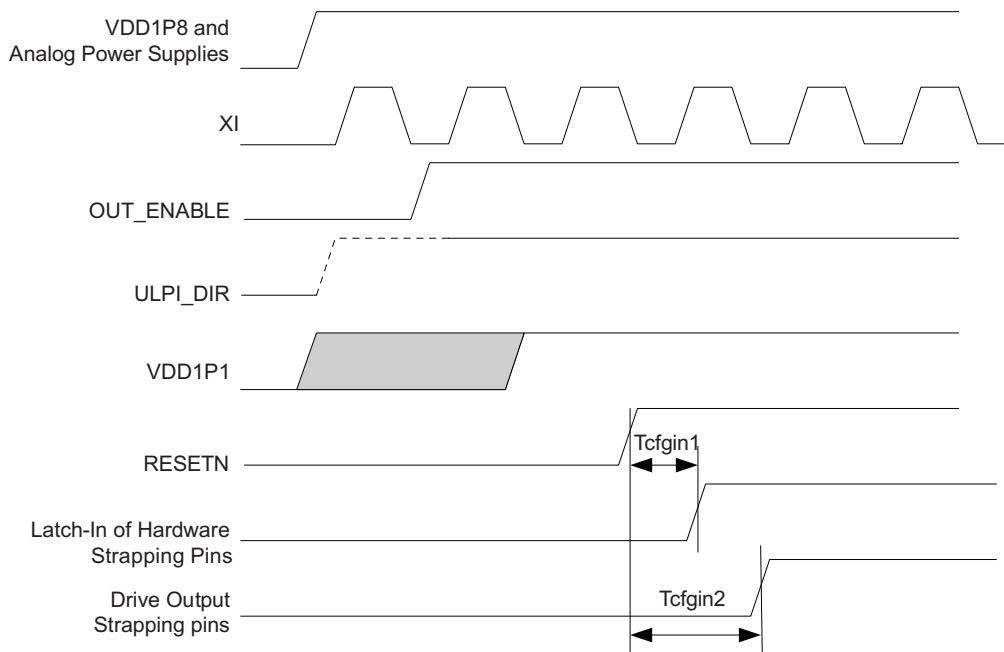 VDD1P8 and
Analog Power Supplies
XI
OUT_ENABLE
ULPI_DIR
VDD1P1
RESETN
Tcfgin1
Latch-In of Hardware
Strapping Pins
Drive Output
Strapping pins
Tcfgin2